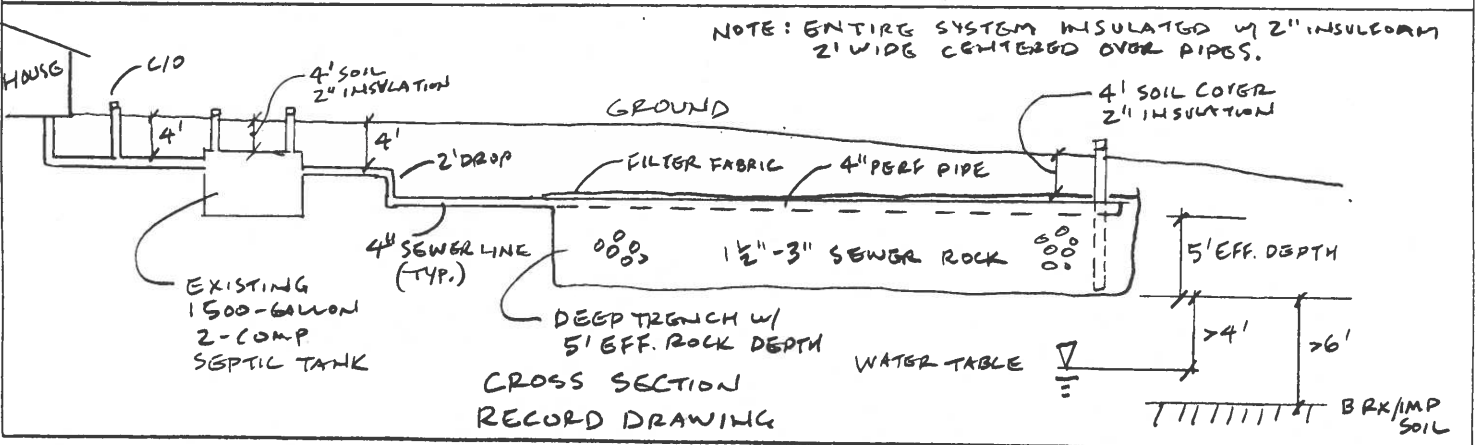 NOTE: ENTIRE SYSTEM INSULATED W/ 2" INSULFOAM
2' WIDE CENTERED OVER PIPES.
HOUSE
C/O
4' SOIL
2" INSULATION
GROUND
4' SOIL COVER
2" INSULATION
4'
4'
2' DROP
FILTER FABRIC
4" PERF PIPE
4" SEWER LINE
(TYP.)
1½"-3" SEWER ROCK
5' EFF. DEPTH
EXISTING
1500-GALLON
2-COMP
SEPTIC TANK
DEEP TRENCH W/
5' EFF. ROCK DEPTH
WATER TABLE
>4'
>6'
BRX/IMP
SOIL
CROSS SECTION
RECORD DRAWING